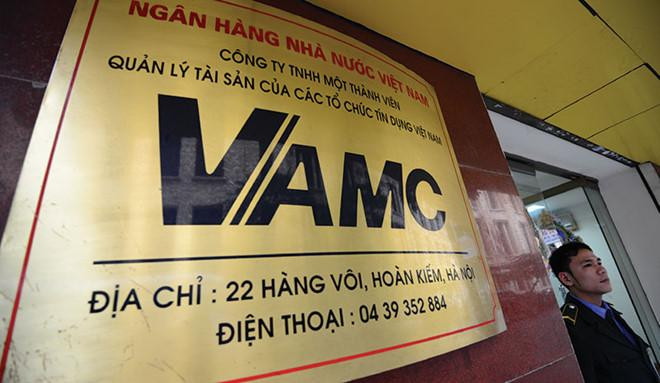 NGÂN HÀNG NHÀ NƯỚC VIỆT NAM
CÔNG TY TNHH MỘT THÀNH VIÊN
QUẢN LÝ TÀI SẢN CỦA CÁC TỔ CHỨC TÍN DỤNG VIỆT NAM
VAMC
ĐỊA CHỈ : 22 HÀNG VÔI, HOÀN KIẾM, HÀ NỘI
ĐIỆN THOẠI : 04 39 352 884